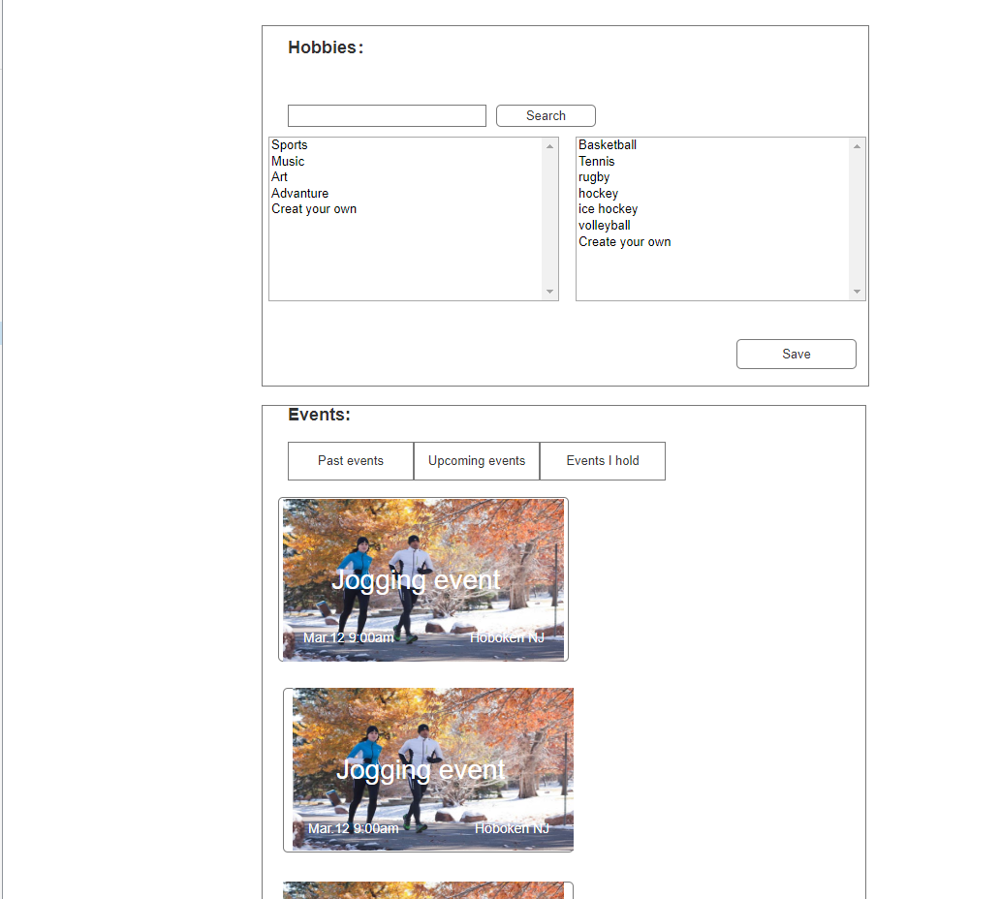 Hobbies:
Search
Sports
Music
Art
Advanture
Creat your own
Basketball
Tennis
rugby
hockey
ice hockey
volleyball
Create your own
Save
Events:
Past events Upcoming events Events I hold
Jogging event
Mar.12 9:00am Hoboken NJ
Jogging event
Mar.12 9:00am Hoboken NJ